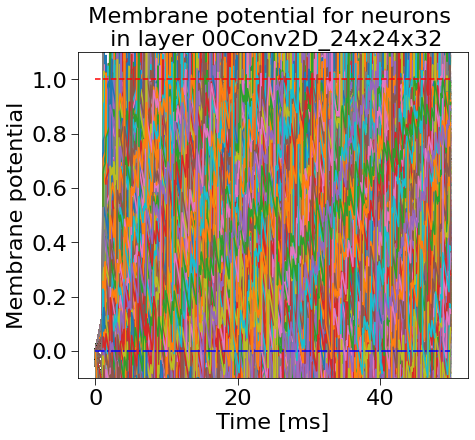 Membrane potential for neurons
in layer 00Conv2D_24x24x32
Membrane potential
1.0
0.8
0.6
0.4
0.2
0.0
0
20
40
Time [ms]